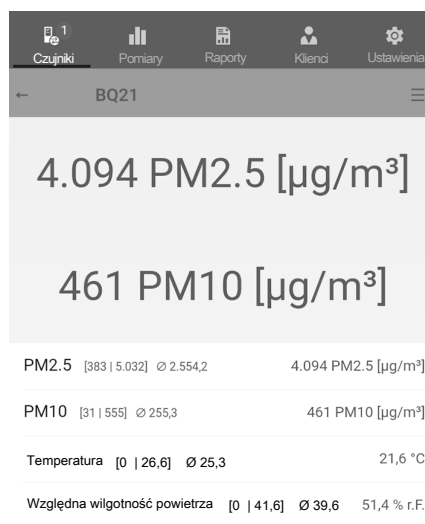 1
Czujniki Pomiary Raporty Klienci Ustawienia
← BQ21
4.094 PM2.5 [µg/m³]
461 PM10 [µg/m³]
PM2.5 [383 | 5.032] ∅ 2.554,2 4.094 PM2.5 [µg/m³]
PM10 [31 | 555] ∅ 255,3 461 PM10 [µg/m³]
Temperatura [0 | 26,6] Ø 25,3 21,6 °C
Względna wilgotność powietrza [0 | 41,6] Ø 39,6 51,4 % r.F.